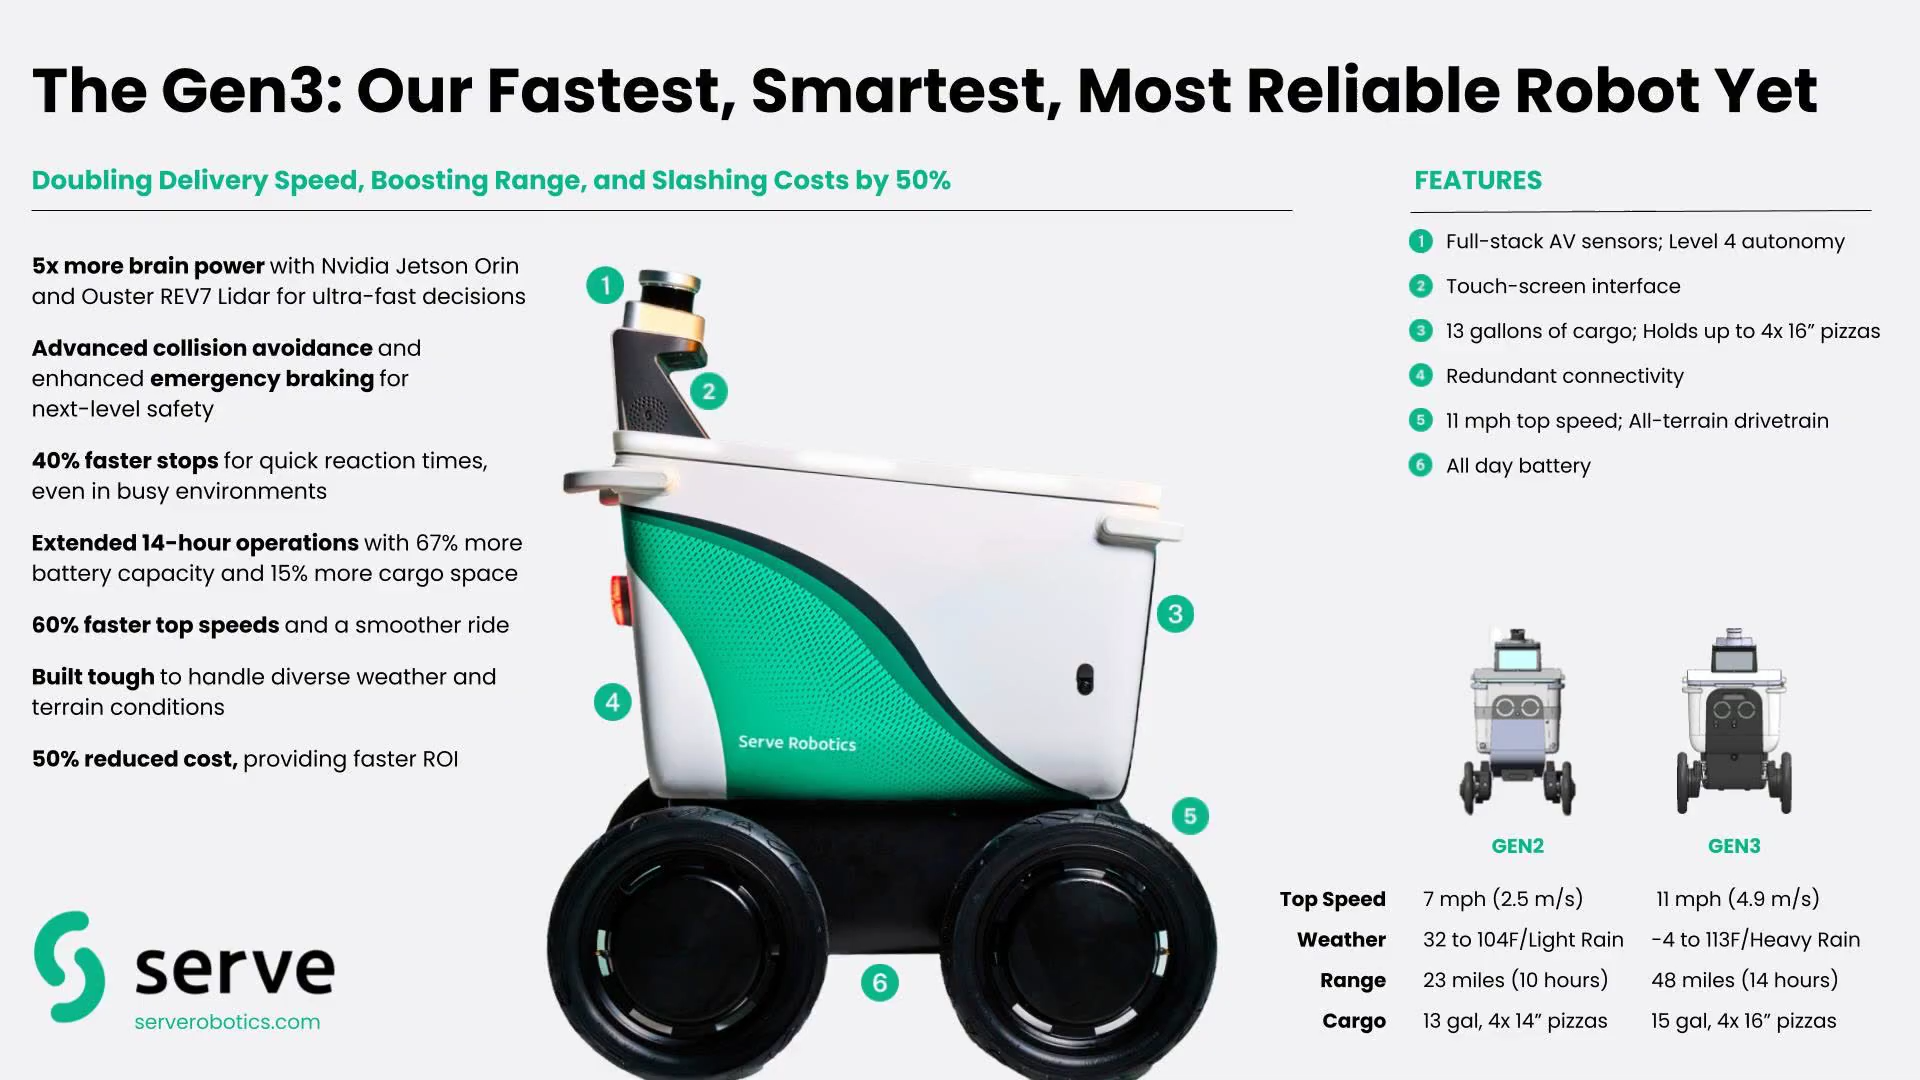 The Gen3: Our Fastest, Smartest, Most Reliable Robot Yet
Doubling Delivery Speed, Boosting Range, and Slashing Costs by 50%
5x more brain power with Nvidia Jetson Orin
and Ouster REV7 Lidar for ultra-fast decisions
Advanced collision avoidance and
enhanced emergency braking for
next-level safety
40% faster stops for quick reaction times,
even in busy environments
Extended 14-hour operations with 67% more
battery capacity and 15% more cargo space
60% faster top speeds and a smoother ride
Built tough to handle diverse weather and
terrain conditions
50% reduced cost, providing faster ROI
serve
serverobotics.com
1
2
3
4
5
6
Serve Robotics
FEATURES
1 Full-stack AV sensors; Level 4 autonomy
2 Touch-screen interface
3 13 gallons of cargo; Holds up to 4x 16” pizzas
4 Redundant connectivity
5 11 mph top speed; All-terrain drivetrain
6 All day battery
GEN2 GEN3
Top Speed 7 mph (2.5 m/s) 11 mph (4.9 m/s)
Weather 32 to 104F/Light Rain -4 to 113F/Heavy Rain
Range 23 miles (10 hours) 48 miles (14 hours)
Cargo 13 gal, 4x 14” pizzas 15 gal, 4x 16” pizzas